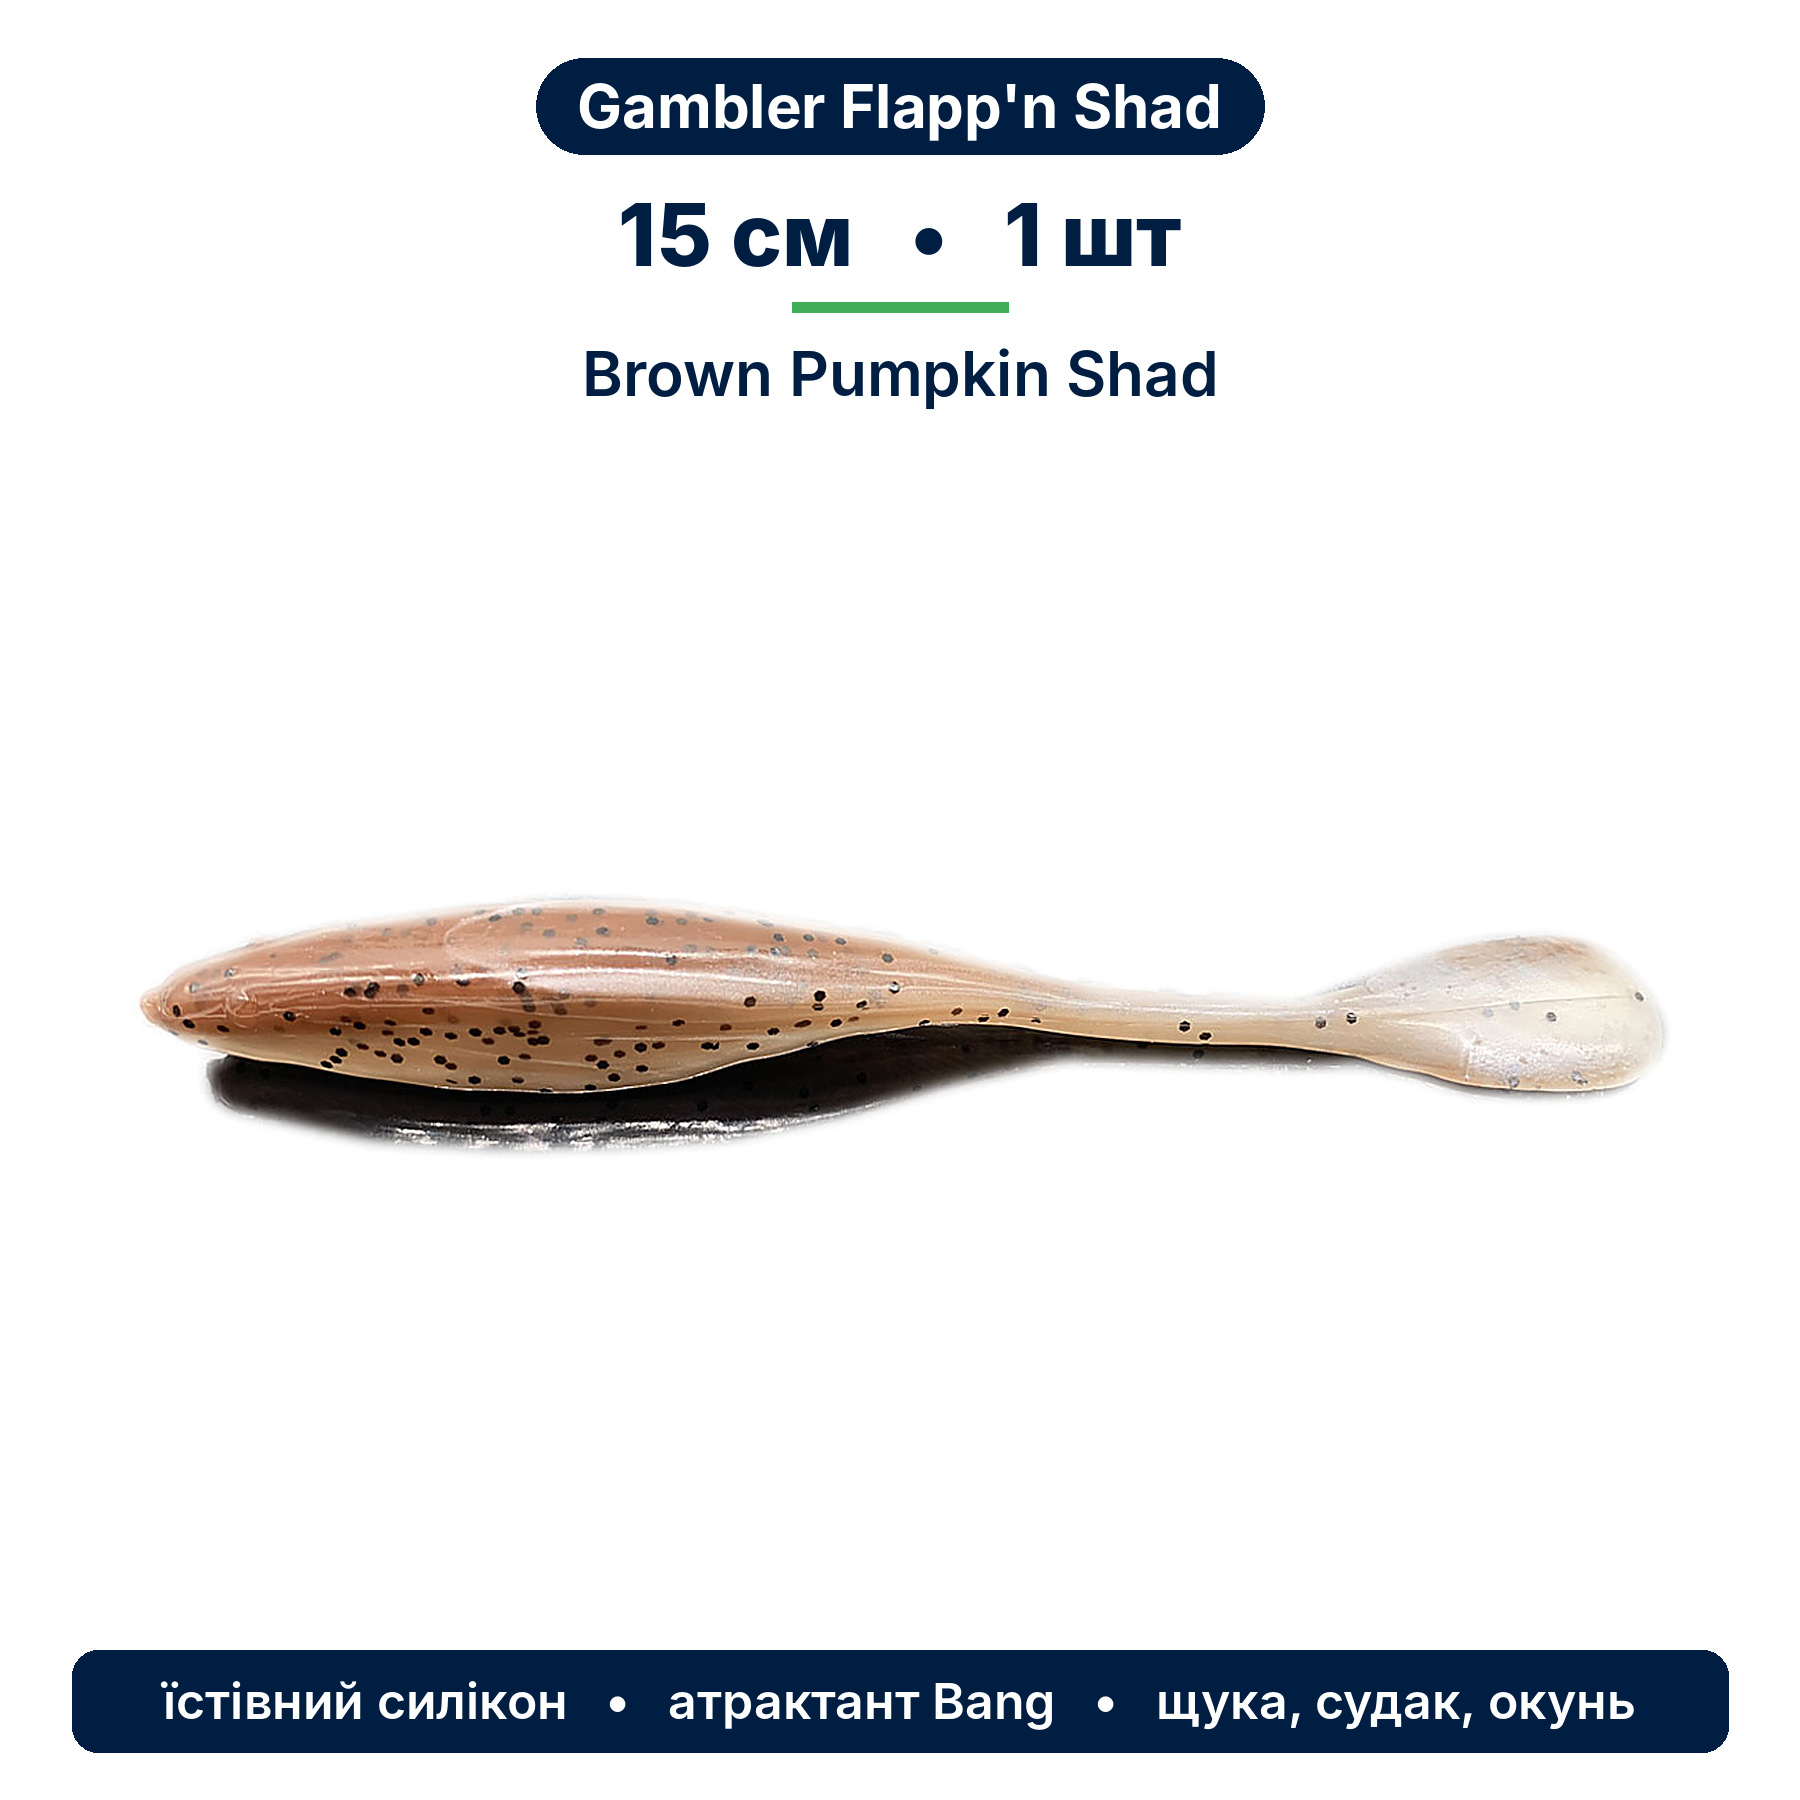 Gambler Flapp'n Shad
15 см • 1 шт
Brown Pumpkin Shad
їстівний силікон • атрактант Bang • щука, судак, окунь